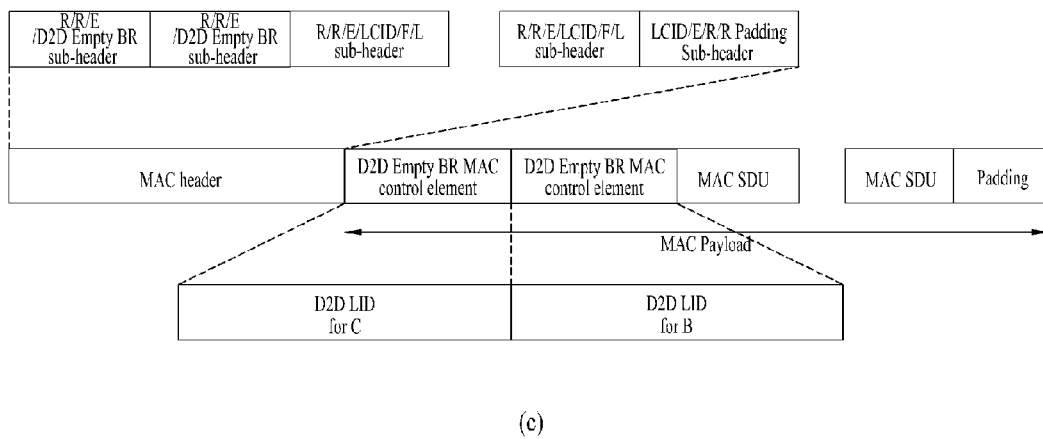 R/R/E
/D2D Empty BR
sub-header
R/R/E
/D2D Empty BR
sub-header
R/R/E/LCID/F/L
sub-header
R/R/E/LCID/F/L
sub-header
LCID/E/R/R Padding
Sub-header
MAC header
D2D Empty BR MAC
control element
D2D Empty BR MAC
control element
MAC SDU
MAC SDU
Padding
MAC Payload
D2D LID
for C
D2D LID
for B
(c)